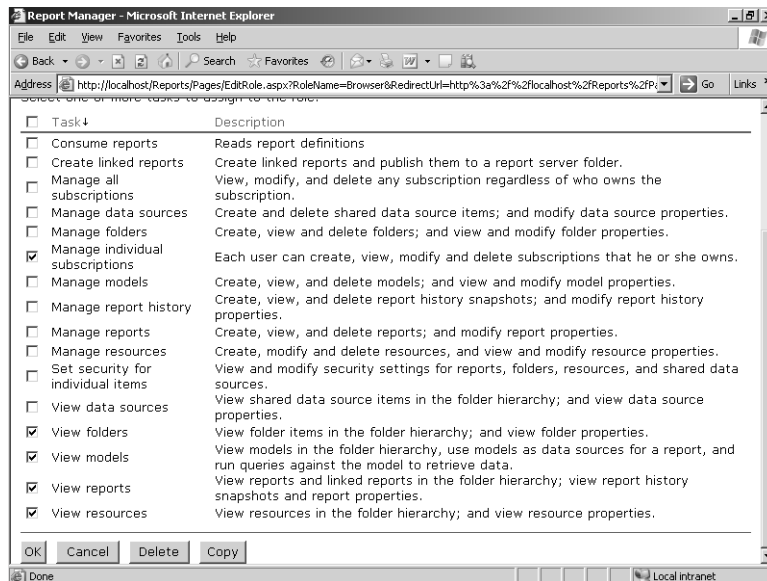 Report Manager - Microsoft Internet Explorer
File Edit View Favorites Tools Help
Back Search Favorites
Address http://localhost/Reports/Pages/EditRole.aspx?RoleName=Browser&RedirectUrl=http%3a%2f%2flocalhost%2fReports%2fPa Go Links
Select one or more tasks to assign to the role.
Task↓ Description
Consume reports Reads report definitions
Create linked reports Create linked reports and publish them to a report server folder.
Manage all View, modify, and delete any subscription regardless of who owns the
subscriptions subscription.
Manage data sources Create and delete shared data source items; and modify data source properties.
Manage folders Create, view and delete folders; and view and modify folder properties.
Manage individual
subscriptions Each user can create, view, modify and delete subscriptions that he or she owns.
Manage models Create, view, and delete models; and view and modify model properties.
Manage report history Create, view, and delete report history snapshots; and modify report history
properties.
Manage reports Create, view, and delete reports; and modify report properties.
Manage resources Create, modify and delete resources, and view and modify resource properties.
Set security for View and modify security settings for reports, folders, resources, and shared data
individual items sources.
View data sources View shared data source items in the folder hierarchy; and view data source
properties.
View folders View folder items in the folder hierarchy; and view folder properties.
View models View models in the folder hierarchy, use models as data sources for a report, and
run queries against the model to retrieve data.
View reports View reports and linked reports in the folder hierarchy; view report history
snapshots and report properties.
View resources View resources in the folder hierarchy; and view resource properties.
OK Cancel Delete Copy
Done Local intranet